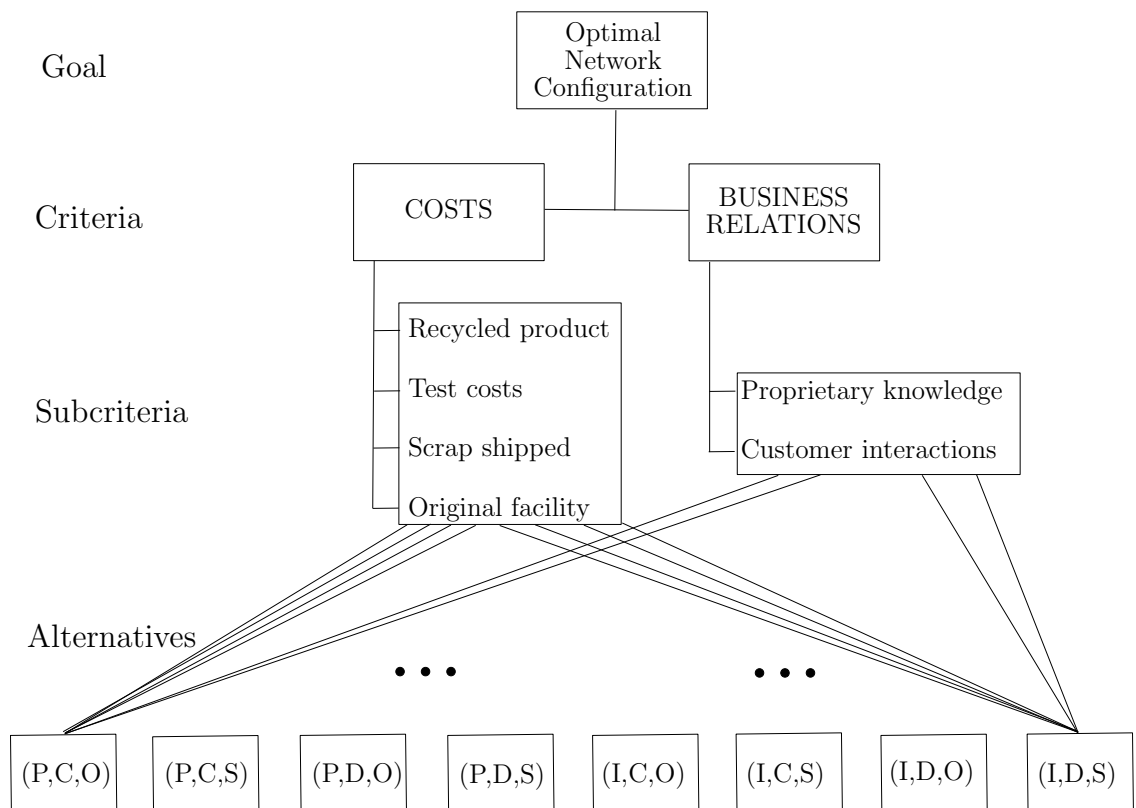 Goal
Optimal
Network
Configuration
Criteria
COSTS
BUSINESS
RELATIONS
Subcriteria
Recycled product
Test costs
Scrap shipped
Original facility
Proprietary knowledge
Customer interactions
Alternatives
(P,C,O) (P,C,S) (P,D,O) (P,D,S) (I,C,O) (I,C,S) (I,D,O) (I,D,S)